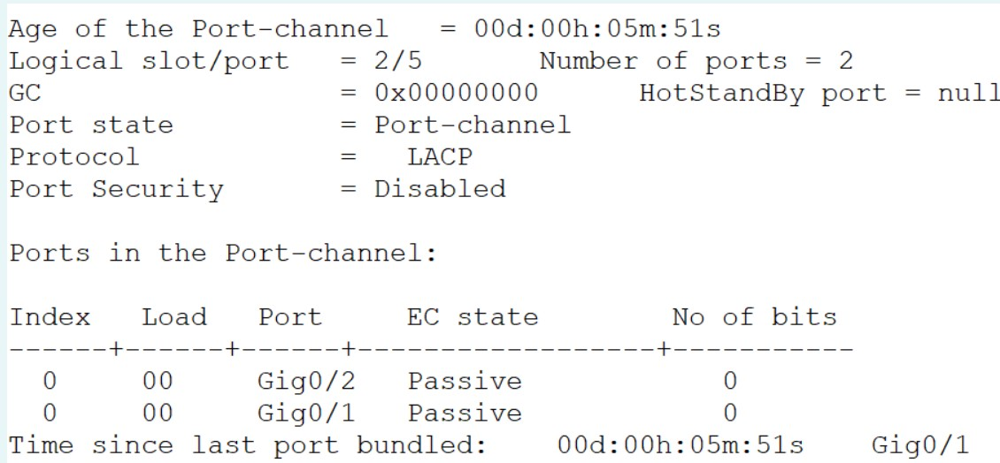 Age of the Port-channel   = 00d:00h:05m:51s
Logical slot/port   = 2/5       Number of ports = 2
GC                  = 0x00000000      HotStandBy port = null
Port state          = Port-channel
Protocol            =   LACP
Port Security       = Disabled

Ports in the Port-channel:

Index   Load   Port     EC state        No of bits
------+------+------+------------------+-----------
  0     00     Gig0/2   Passive            0
  0     00     Gig0/1   Passive            0
Time since last port bundled:    00d:00h:05m:51s    Gig0/1